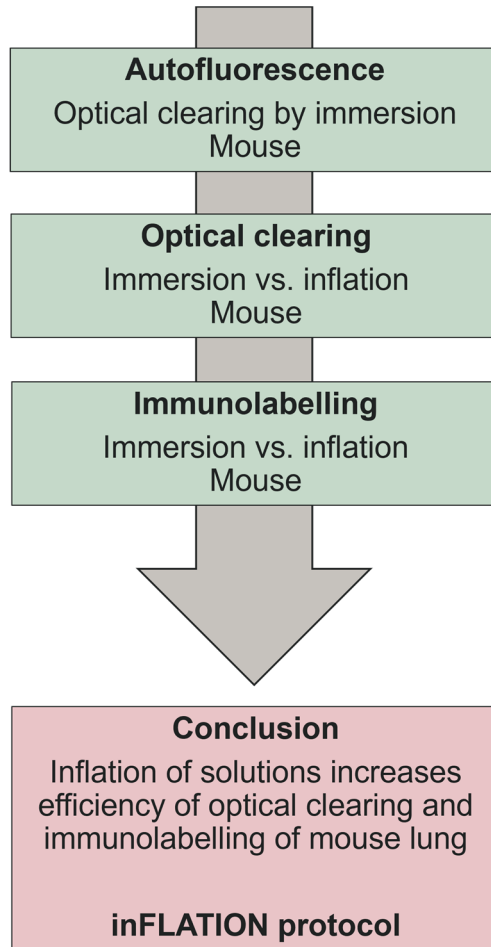 Autofluorescence
Optical clearing by immersion
Mouse
Optical clearing
Immersion vs. inflation
Mouse
Immunolabelling
Immersion vs. inflation
Mouse
Conclusion
Inflation of solutions increases
efficiency of optical clearing and
immunolabelling of mouse lung
inFLATION protocol